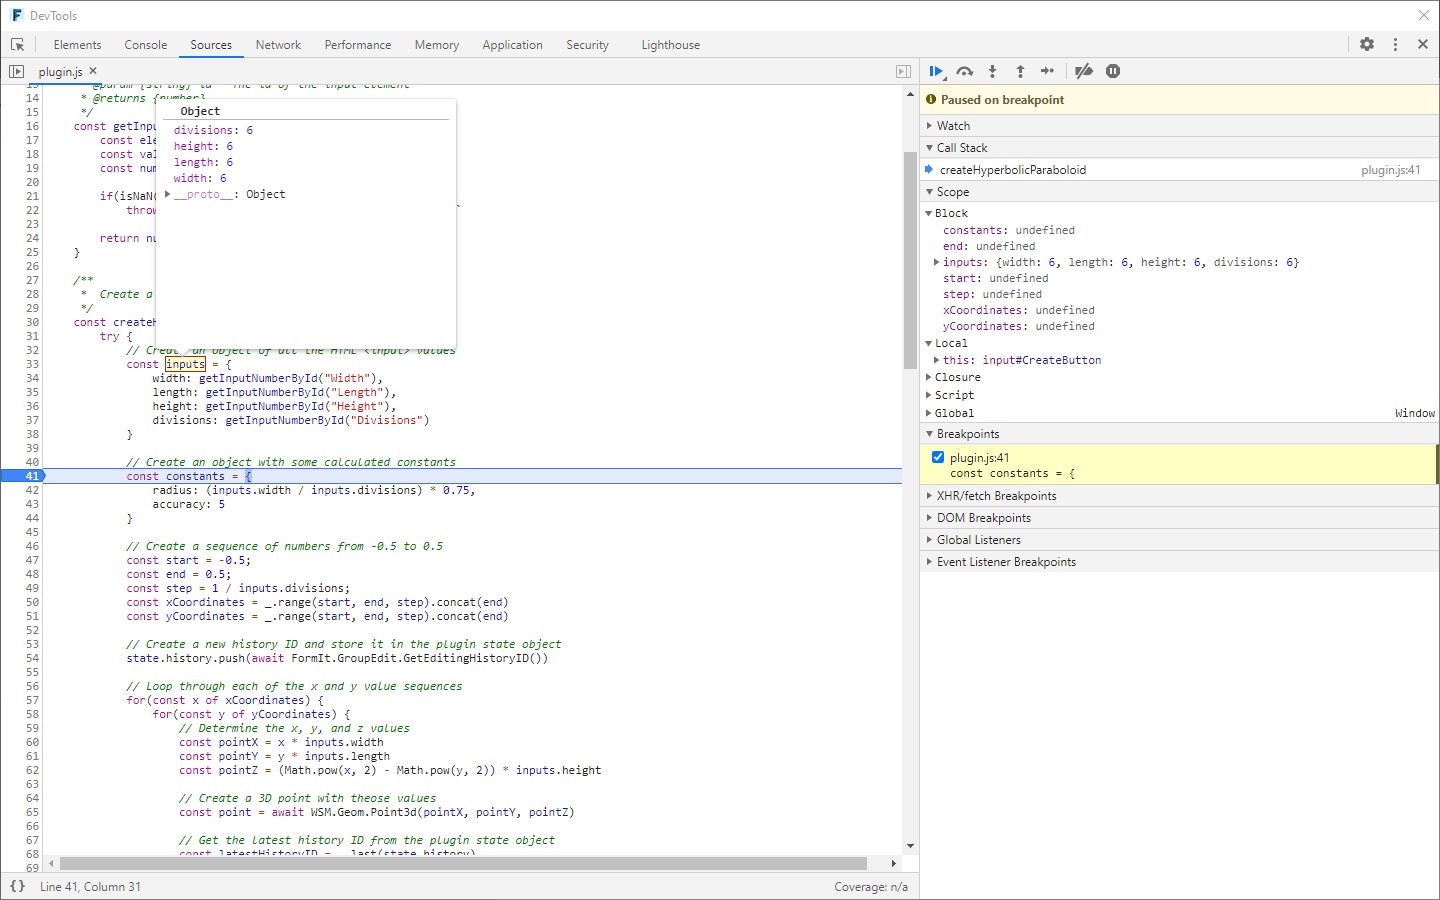 DevTools
Elements
Console
Sources
Network
Performance
Memory
Application
Security
Lighthouse
plugin.js
13 * @param {string} id - The id of the input element
14 * @returns {number}
15 */
16 const getInpu
17 const ele
18 const val
19 const num
20
21 if(isNaN(
22 throw `
23
24 return nu
25 }
26
27 /**
28 * Create a
29 */
30 const createH
31 try {
32 // Create an object of all the HTML <input> values
33 const inputs = {
34 width: getInputNumberById("Width"),
35 length: getInputNumberById("Length"),
36 height: getInputNumberById("Height"),
37 divisions: getInputNumberById("Divisions")
38 }
39
40 // Create an object with some calculated constants
41 const constants = {
42 radius: (inputs.width / inputs.divisions) * 0.75,
43 accuracy: 5
44 }
45
46 // Create a sequence of numbers from -0.5 to 0.5
47 const start = -0.5;
48 const end = 0.5;
49 const step = 1 / inputs.divisions;
50 const xCoordinates = _.range(start, end, step).concat(end)
51 const yCoordinates = _.range(start, end, step).concat(end)
52
53 // Create a new history ID and store it in the plugin state object
54 state.history.push(await FormIt.GroupEdit.GetEditingHistoryID())
55
56 // Loop through each of the x and y value sequences
57 for(const x of xCoordinates) {
58 for(const y of yCoordinates) {
59 // Determine the x, y, and z values
60 const pointX = x * inputs.width
61 const pointY = y * inputs.length
62 const pointZ = (Math.pow(x, 2) - Math.pow(y, 2)) * inputs.height
63
64 // Create a 3D point with theose values
65 const point = await WSM.Geom.Point3d(pointX, pointY, pointZ)
66
67 // Get the latest history ID from the plugin state object
68 const latestHistoryID = _.last(state.history)
69
Object
divisions: 6
height: 6
length: 6
width: 6
__proto__: Object
{} Line 41, Column 31
Coverage: n/a
Paused on breakpoint
Watch
Call Stack
createHyperbolicParaboloid plugin.js:41
Scope
Block
constants: undefined
end: undefined
inputs: {width: 6, length: 6, height: 6, divisions: 6}
start: undefined
step: undefined
xCoordinates: undefined
yCoordinates: undefined
Local
this: input#CreateButton
Closure
Script
Global Window
Breakpoints
plugin.js:41
const constants = {
XHR/fetch Breakpoints
DOM Breakpoints
Global Listeners
Event Listener Breakpoints